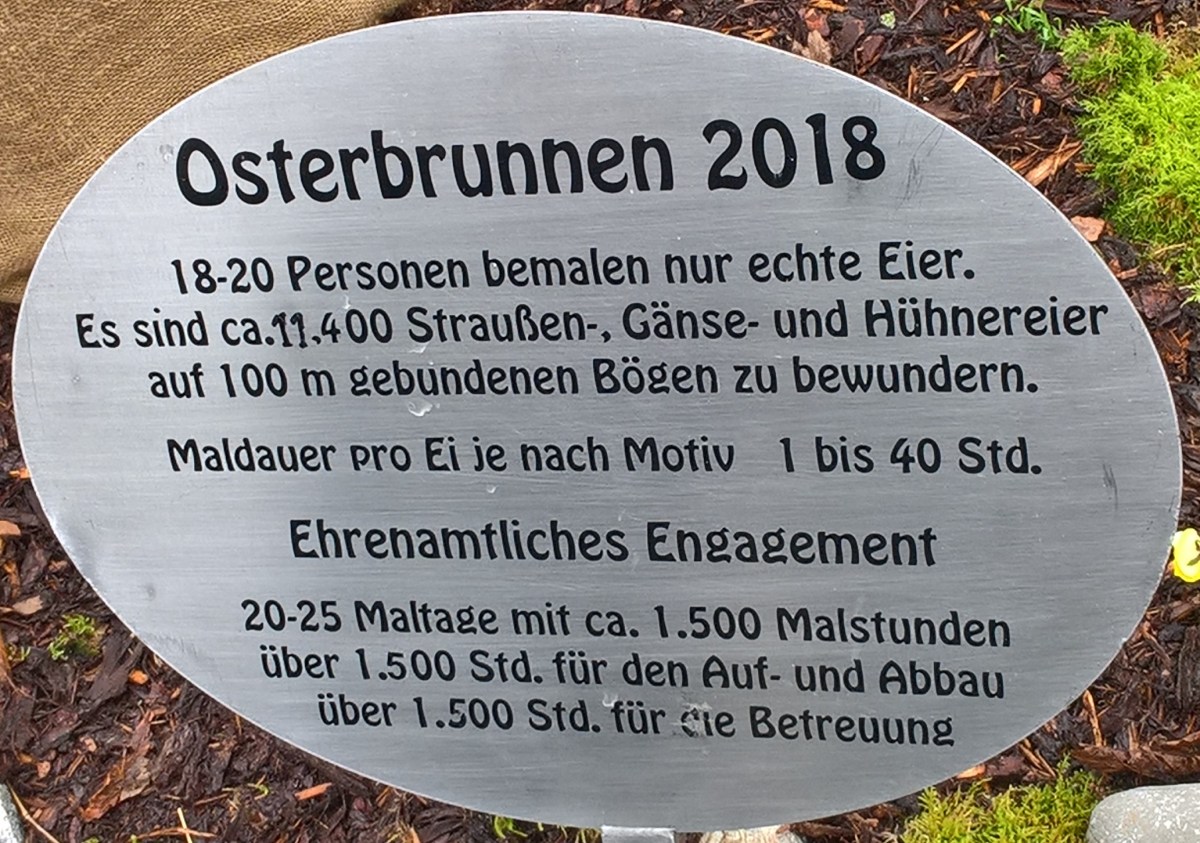 Osterbrunnen 2018
18-20 Personen bemalen nur echte Eier.
Es sind ca.11.400 Straußen-, Gänse- und Hühnereier
auf 100 m gebundenen Bögen zu bewundern.
Maldauer pro Ei je nach Motiv 1 bis 40 Std.
Ehrenamtliches Engagement
20-25 Maltage mit ca. 1.500 Malstunden
über 1.500 Std. für den Auf- und Abbau
über 1.500 Std. für die Betreuung